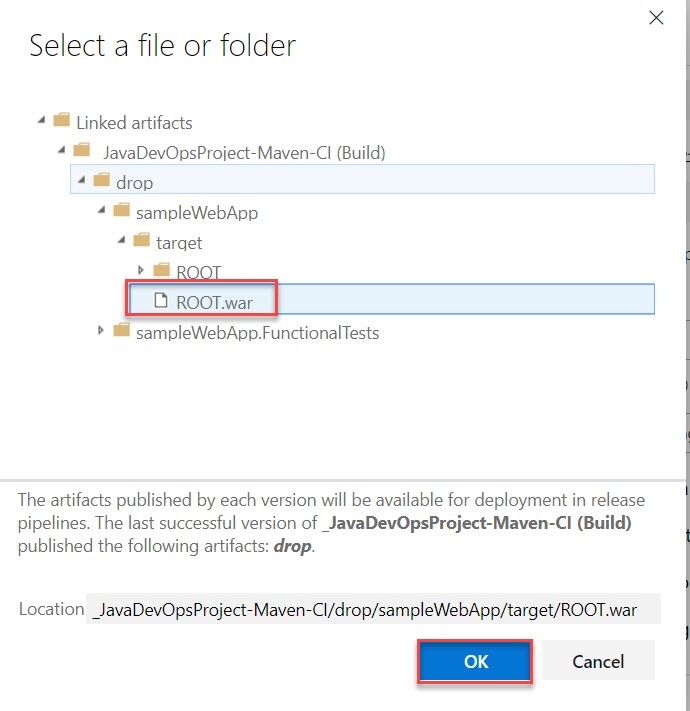 Select a file or folder
Linked artifacts
JavaDevOpsProject-Maven-CI (Build)
drop
sampleWebApp
target
ROOT
ROOT.war
sampleWebApp.FunctionalTests
The artifacts published by each version will be available for deployment in release
pipelines. The last successful version of _JavaDevOpsProject-Maven-CI (Build)
published the following artifacts: drop.
Location _JavaDevOpsProject-Maven-CI/drop/sampleWebApp/target/ROOT.war
OK Cancel